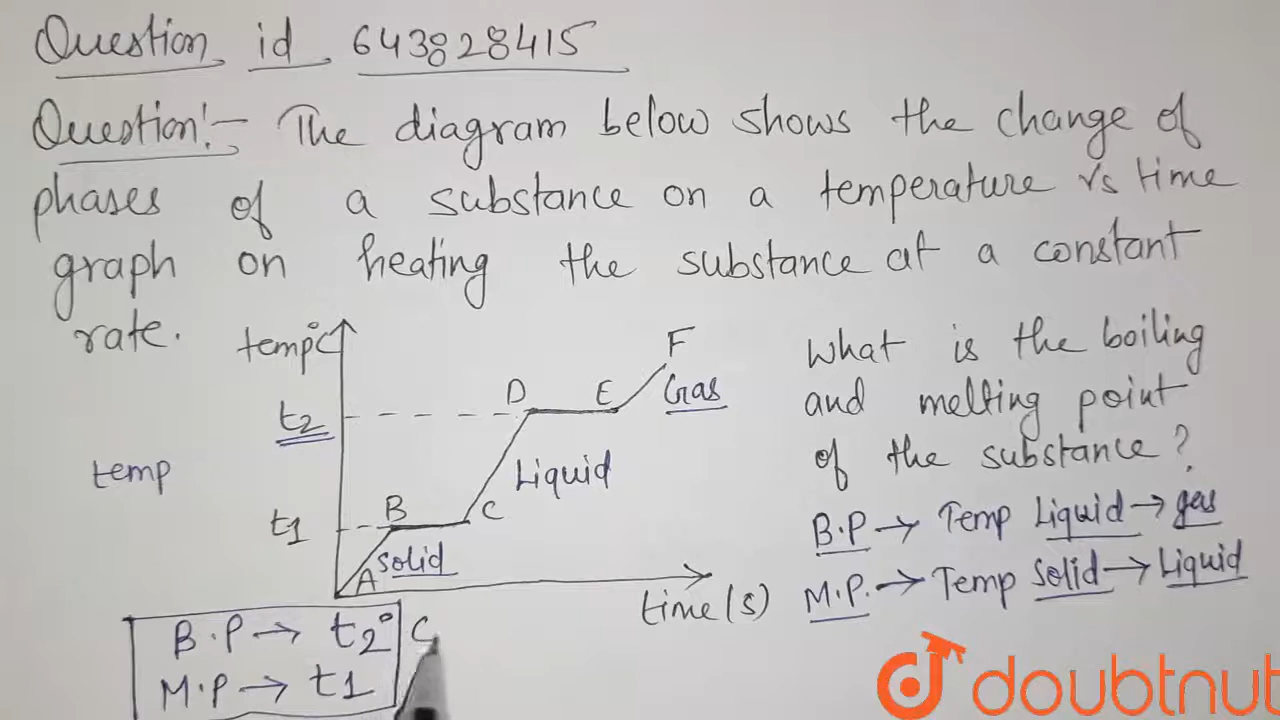 Question id 643828415
Question:- The diagram below shows the change of
phases of a substance on a temperature vs time
graph on heating the substance at a constant
rate.
temp°C
F
Gas
D
E
t2
Liquid
temp
B
C
t1
solid
A
time(s)
What is the boiling
and melting point
of the substance?
B.P → Temp Liquid → gas
M.P. → Temp Solid → Liquid
B.P → t2° C
M.P → t1
doubtnut